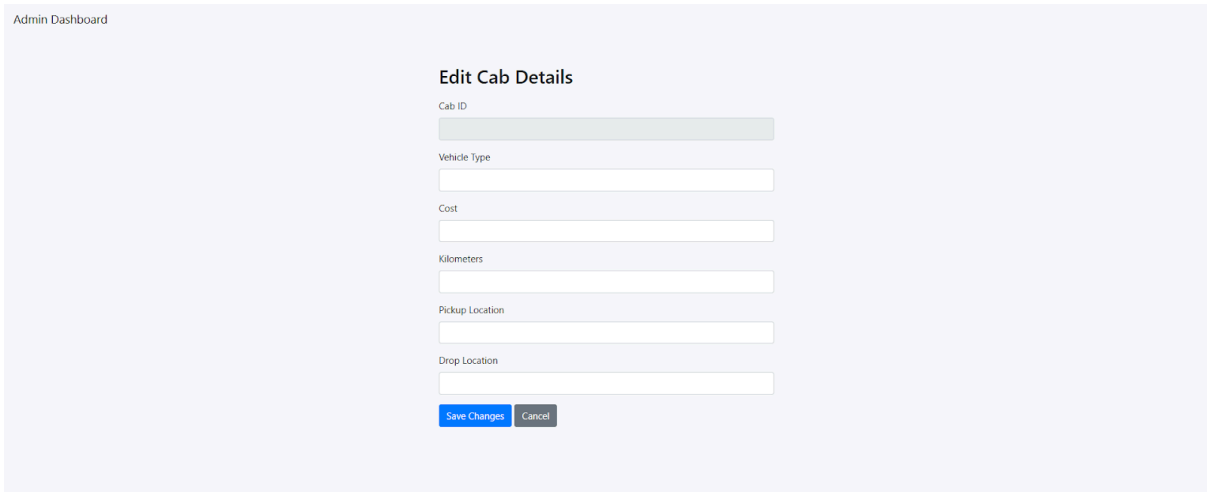 Admin Dashboard
Edit Cab Details
Cab ID
Vehicle Type
Cost
Kilometers
Pickup Location
Drop Location
Save Changes Cancel